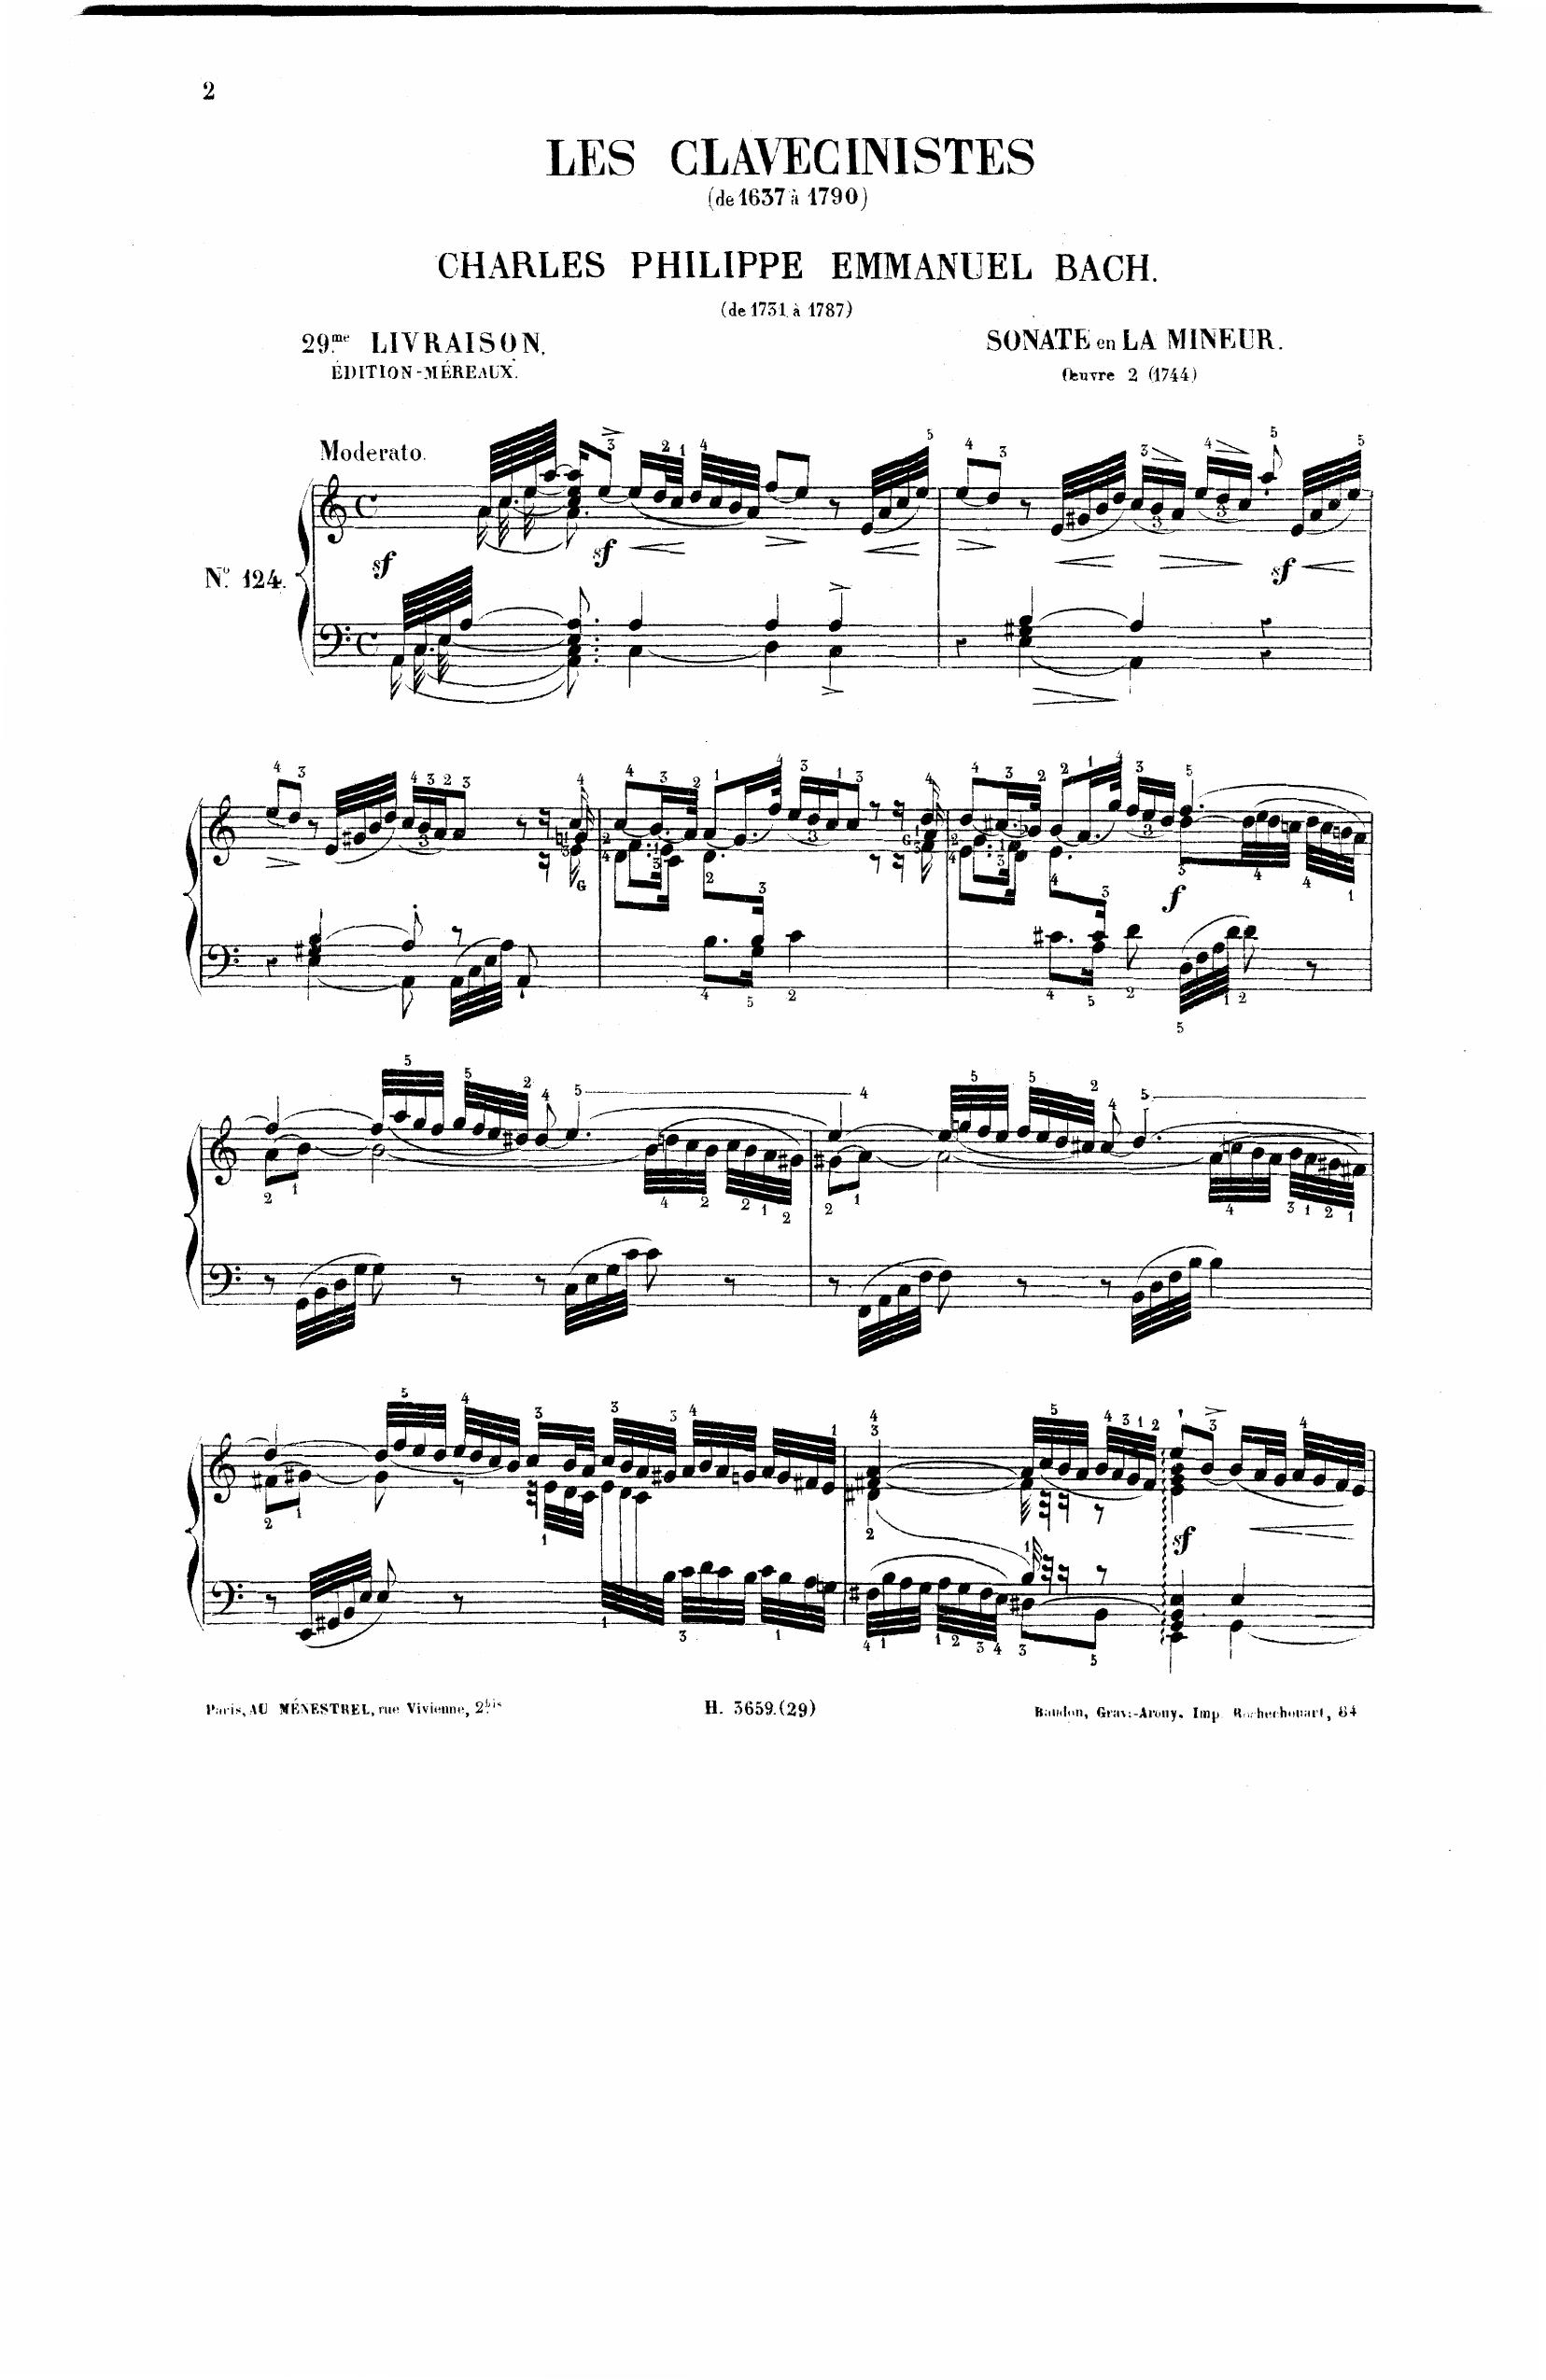 2
LES CLAVECINISTES
(de 1637 à 1790)
CHARLES PHILIPPE EMMANUEL BACH.
(de 1731 à 1787)
29.me LIVRAISON.
ÉDITION-MÉREAUX.
SONATE en LA MINEUR.
Œuvre 2 (1744)
Moderato.
Nº 124.
sf
sf
sf
f
sf
Paris, AU MÉNESTREL, rue Vivienne, 2bis
H. 3659.(29)
Baudon, Grav:-Arouy. Imp Rochechouart, 84